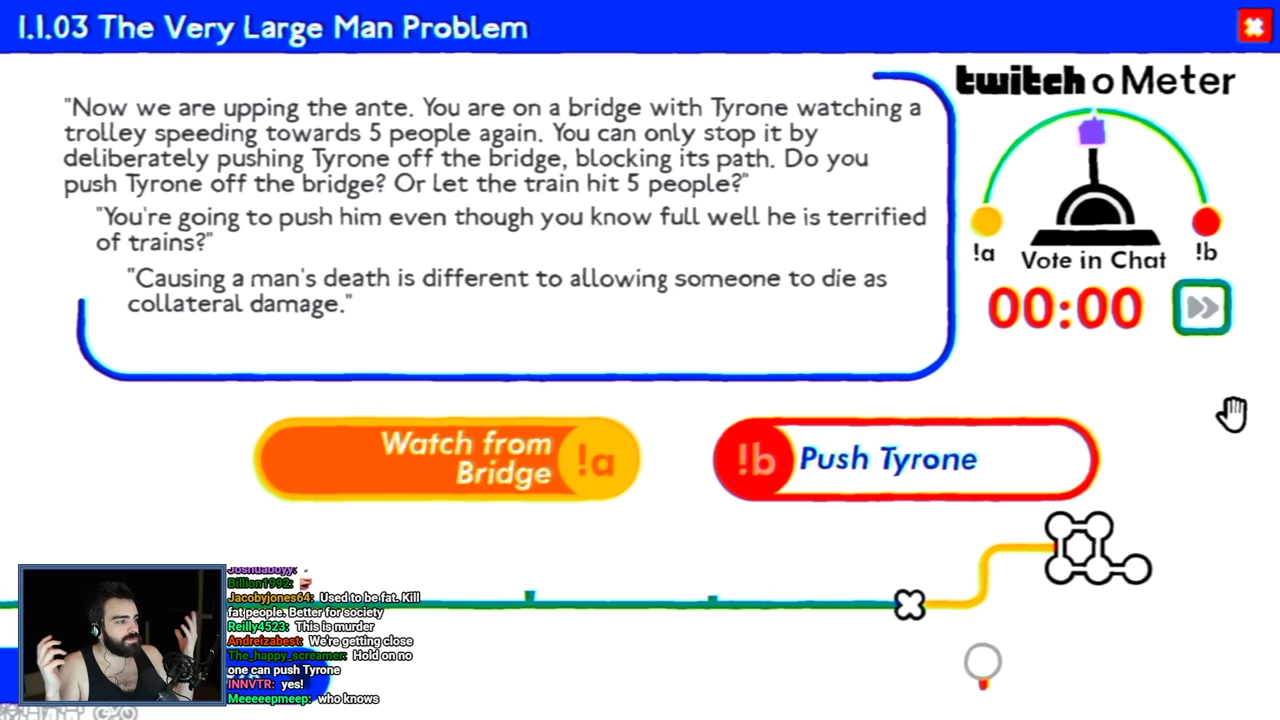 1.1.03 The Very Large Man Problem
"Now we are upping the ante. You are on a bridge with Tyrone watching a
trolley speeding towards 5 people again. You can only stop it by
deliberately pushing Tyrone off the bridge, blocking its path. Do you
push Tyrone off the bridge? Or let the train hit 5 people?"
"You're going to push him even though you know full well he is terrified
of trains?"
"Causing a man's death is different to allowing someone to die as
collateral damage."
twitch o Meter
!a
Vote in Chat
!b
00:00
Watch from
Bridge
!a
!b
Push Tyrone
Joshuaboyy:
Billion1992:
Jacobyjones64: Used to be fat. Kill
fat people. Better for society
Reilly4523: This is murder
Andreizabest: We're getting close
The_happy_screamer: Hold on no
one can push Tyrone
INNVTR: yes!
Meeeeepmeep: who knows